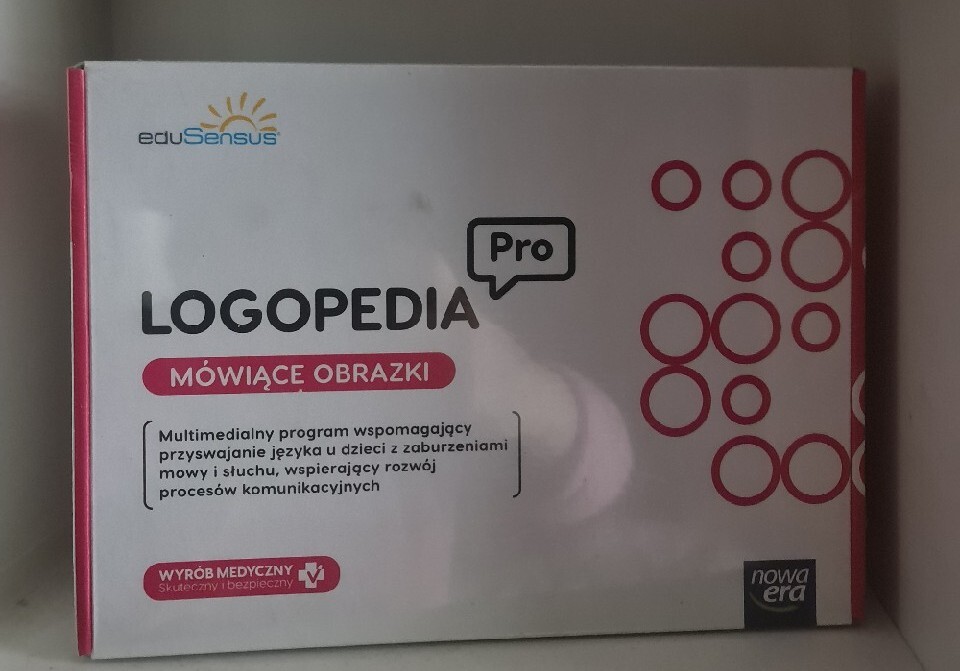 eduSensus
Pro
LOGOPEDIA
MÓWIĄCE OBRAZKI
Multimedialny program wspomagający
przyswajanie języka u dzieci z zaburzeniami
mowy i słuchu, wspierający rozwój
procesów komunikacyjnych
WYRÓB MEDYCZNY
Skuteczny i bezpieczny
nowa
era